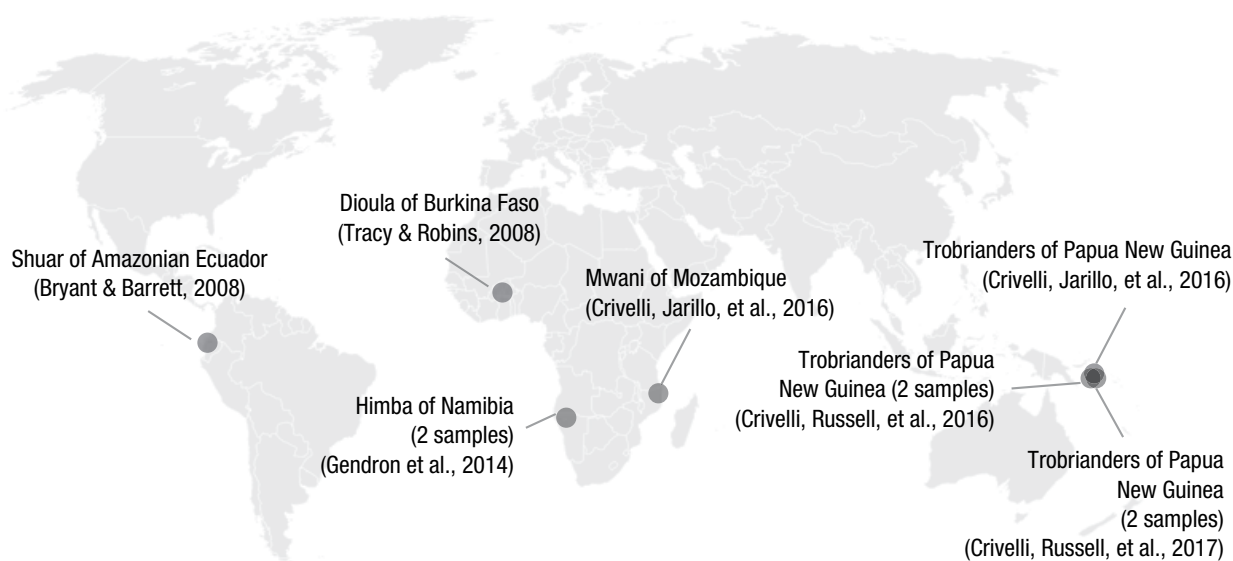 Dioula of Burkina Faso
(Tracy & Robins, 2008)
Shuar of Amazonian Ecuador
(Bryant & Barrett, 2008)
Mwani of Mozambique
(Crivelli, Jarillo, et al., 2016)
Trobrianders of Papua New Guinea
(Crivelli, Jarillo, et al., 2016)
Himba of Namibia
(2 samples)
(Gendron et al., 2014)
Trobrianders of Papua
New Guinea (2 samples)
(Crivelli, Russell, et al., 2016)
Trobrianders of Papua
New Guinea
(2 samples)
(Crivelli, Russell, et al., 2017)